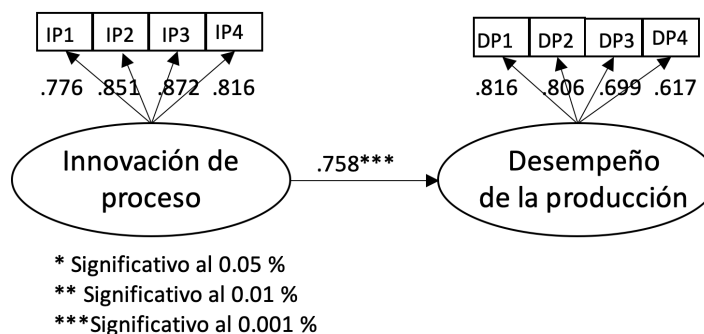 IP1 IP2 IP3 IP4
DP1 DP2 DP3 DP4
.776 .851 .872 .816
.816 .806 .699 .617
Innovación de
proceso
.758***
Desempeño
de la producción
* Significativo al 0.05 %
** Significativo al 0.01 %
***Significativo al 0.001 %